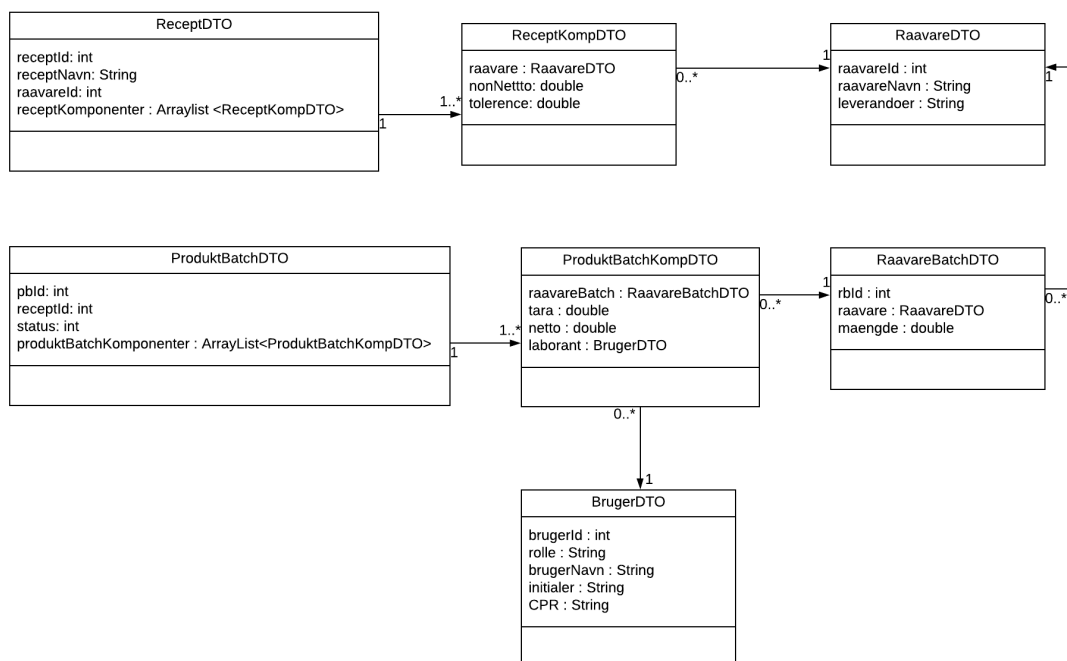 ReceptDTO
receptId: int
receptNavn: String
raavareId: int
receptKomponenter : Arraylist <ReceptKompDTO>
1
1..*
ReceptKompDTO
raavare : RaavareDTO
nonNettto: double
tolerence: double
0..*
1
RaavareDTO
raavareId : int
raavareNavn : String
leverandoer : String
1
ProduktBatchDTO
pbId: int
receptId: int
status: int
produktBatchKomponenter : ArrayList<ProduktBatchKompDTO>
1
1..*
ProduktBatchKompDTO
raavareBatch : RaavareBatchDTO
tara : double
netto : double
laborant : BrugerDTO
0..*
1
RaavareBatchDTO
rbId : int
raavare : RaavareDTO
maengde : double
0..*
0..*
1
BrugerDTO
brugerId : int
rolle : String
brugerNavn : String
initialer : String
CPR : String